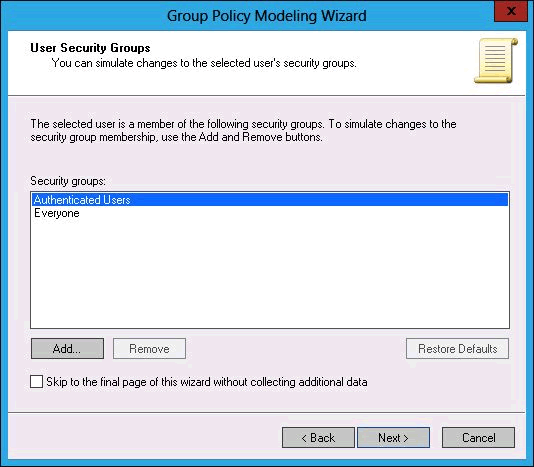 Group Policy Modeling Wizard
x
User Security Groups
You can simulate changes to the selected user's security groups.
The selected user is a member of the following security groups. To simulate changes to the
security group membership, use the Add and Remove buttons.
Security groups:
Authenticated Users
Everyone
Add...
Remove
Restore Defaults
Skip to the final page of this wizard without collecting additional data
< Back
Next >
Cancel